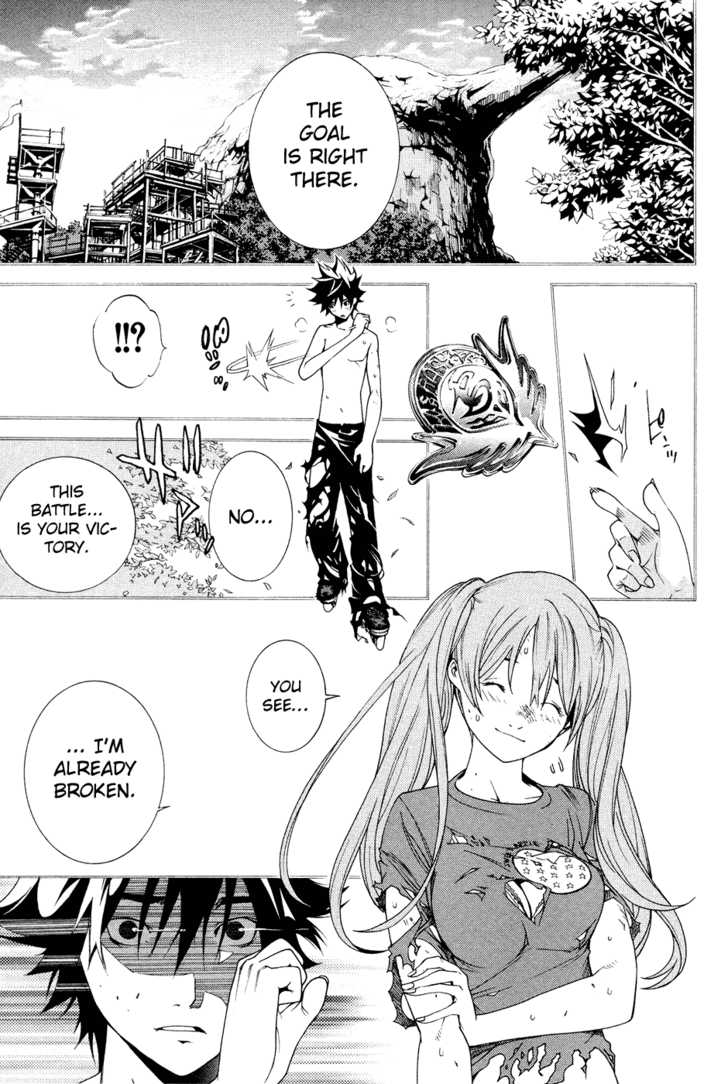 THE
GOAL
IS RIGHT
THERE.
!!?
NO...
THIS
BATTLE...
IS YOUR VIC-
TORY.
YOU
SEE...
... I'M
ALREADY
BROKEN.